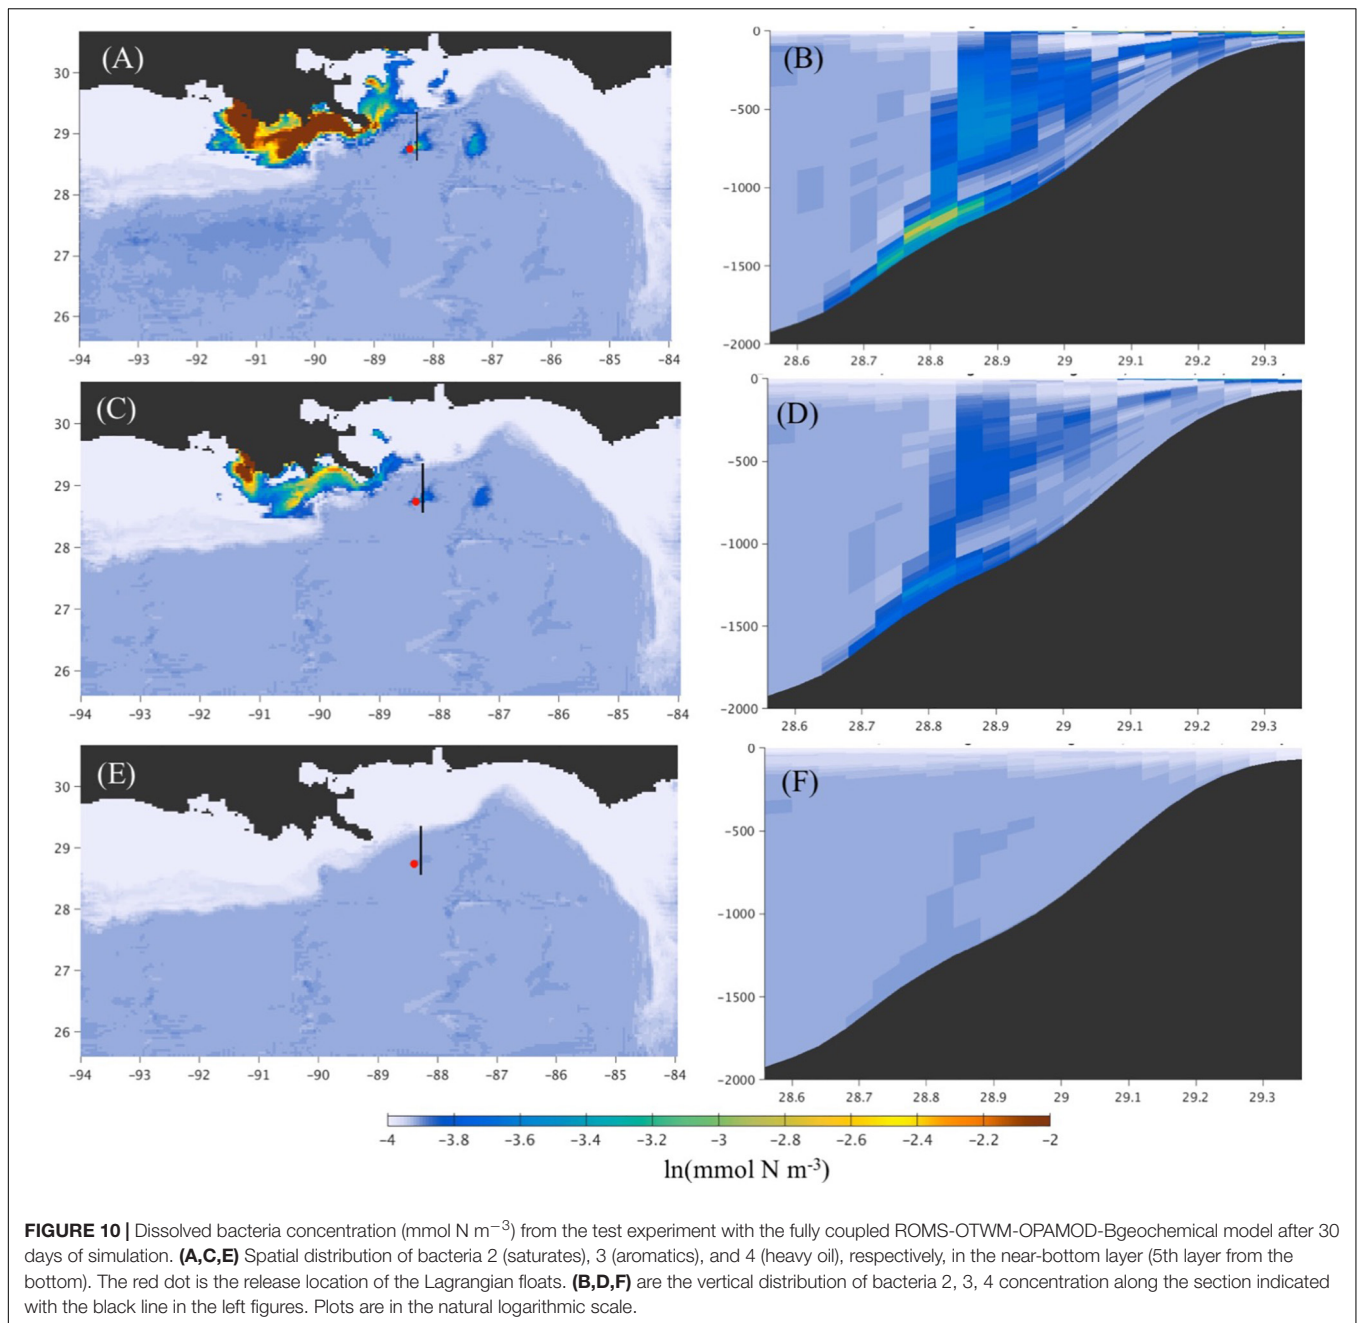 (A)
30
29
28
27
26
−94 −93 −92 −91 −90 −89 −88 −87 −86 −85 −84
(B)
0
−500
−1000
−1500
−2000
28.6 28.7 28.8 28.9 29 29.1 29.2 29.3
(C)
30
29
28
27
26
−94 −93 −92 −91 −90 −89 −88 −87 −86 −85 −84
(D)
0
−500
−1000
−1500
−2000
28.6 28.7 28.8 28.9 29 29.1 29.2 29.3
(E)
30
29
28
27
26
−94 −93 −92 −91 −90 −89 −88 −87 −86 −85 −84
(F)
0
−500
−1000
−1500
−2000
28.6 28.7 28.8 28.9 29 29.1 29.2 29.3
−4 −3.8 −3.6 −3.4 −3.2 −3 −2.8 −2.6 −2.4 −2.2 −2
ln(mmol N m⁻³)
FIGURE 10 | Dissolved bacteria concentration (mmol N m⁻³) from the test experiment with the fully coupled ROMS-OTWM-OPAMOD-Bgeochemical model after 30
days of simulation. (A,C,E) Spatial distribution of bacteria 2 (saturates), 3 (aromatics), and 4 (heavy oil), respectively, in the near-bottom layer (5th layer from the
bottom). The red dot is the release location of the Lagrangian floats. (B,D,F) are the vertical distribution of bacteria 2, 3, 4 concentration along the section indicated
with the black line in the left figures. Plots are in the natural logarithmic scale.